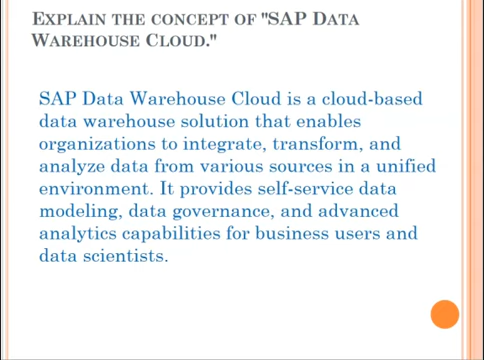 EXPLAIN THE CONCEPT OF "SAP DATA
WAREHOUSE CLOUD."
SAP Data Warehouse Cloud is a cloud-based
data warehouse solution that enables
organizations to integrate, transform, and
analyze data from various sources in a unified
environment. It provides self-service data
modeling, data governance, and advanced
analytics capabilities for business users and
data scientists.